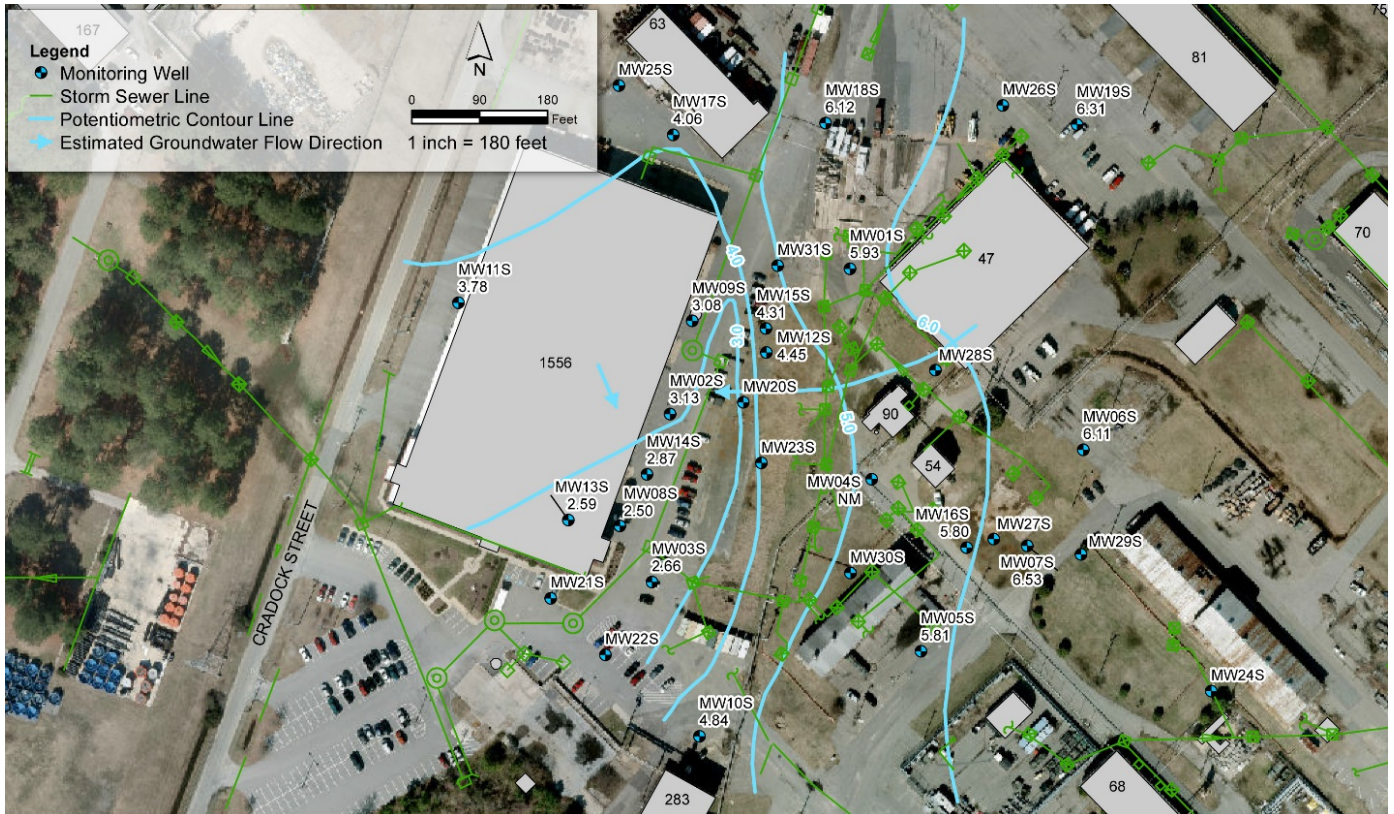 167
63
75
81
Legend
Monitoring Well
Storm Sewer Line
Potentiometric Contour Line
Estimated Groundwater Flow Direction
N
0 90 180
Feet
1 inch = 180 feet
MW25S
MW17S
4.06
MW18S
6.12
MW26S
MW19S
6.31
MW11S
3.78
4.0
MW31S
MW01S
5.93
47
70
MW09S
3.08
MW15S
4.31
3.0
MW12S
4.45
6.0
1556
MW28S
MW02S
3.13
MW20S
5.0
90
MW06S
6.11
MW14S
2.87
MW23S
54
MW04S
NM
MW13S
2.59
MW08S
2.50
MW16S
5.80
MW27S
MW07S
6.53
MW29S
CRADOCK STREET
MW03S
2.66
MW30S
MW21S
MW05S
5.81
MW22S
MW24S
MW10S
4.84
283
68